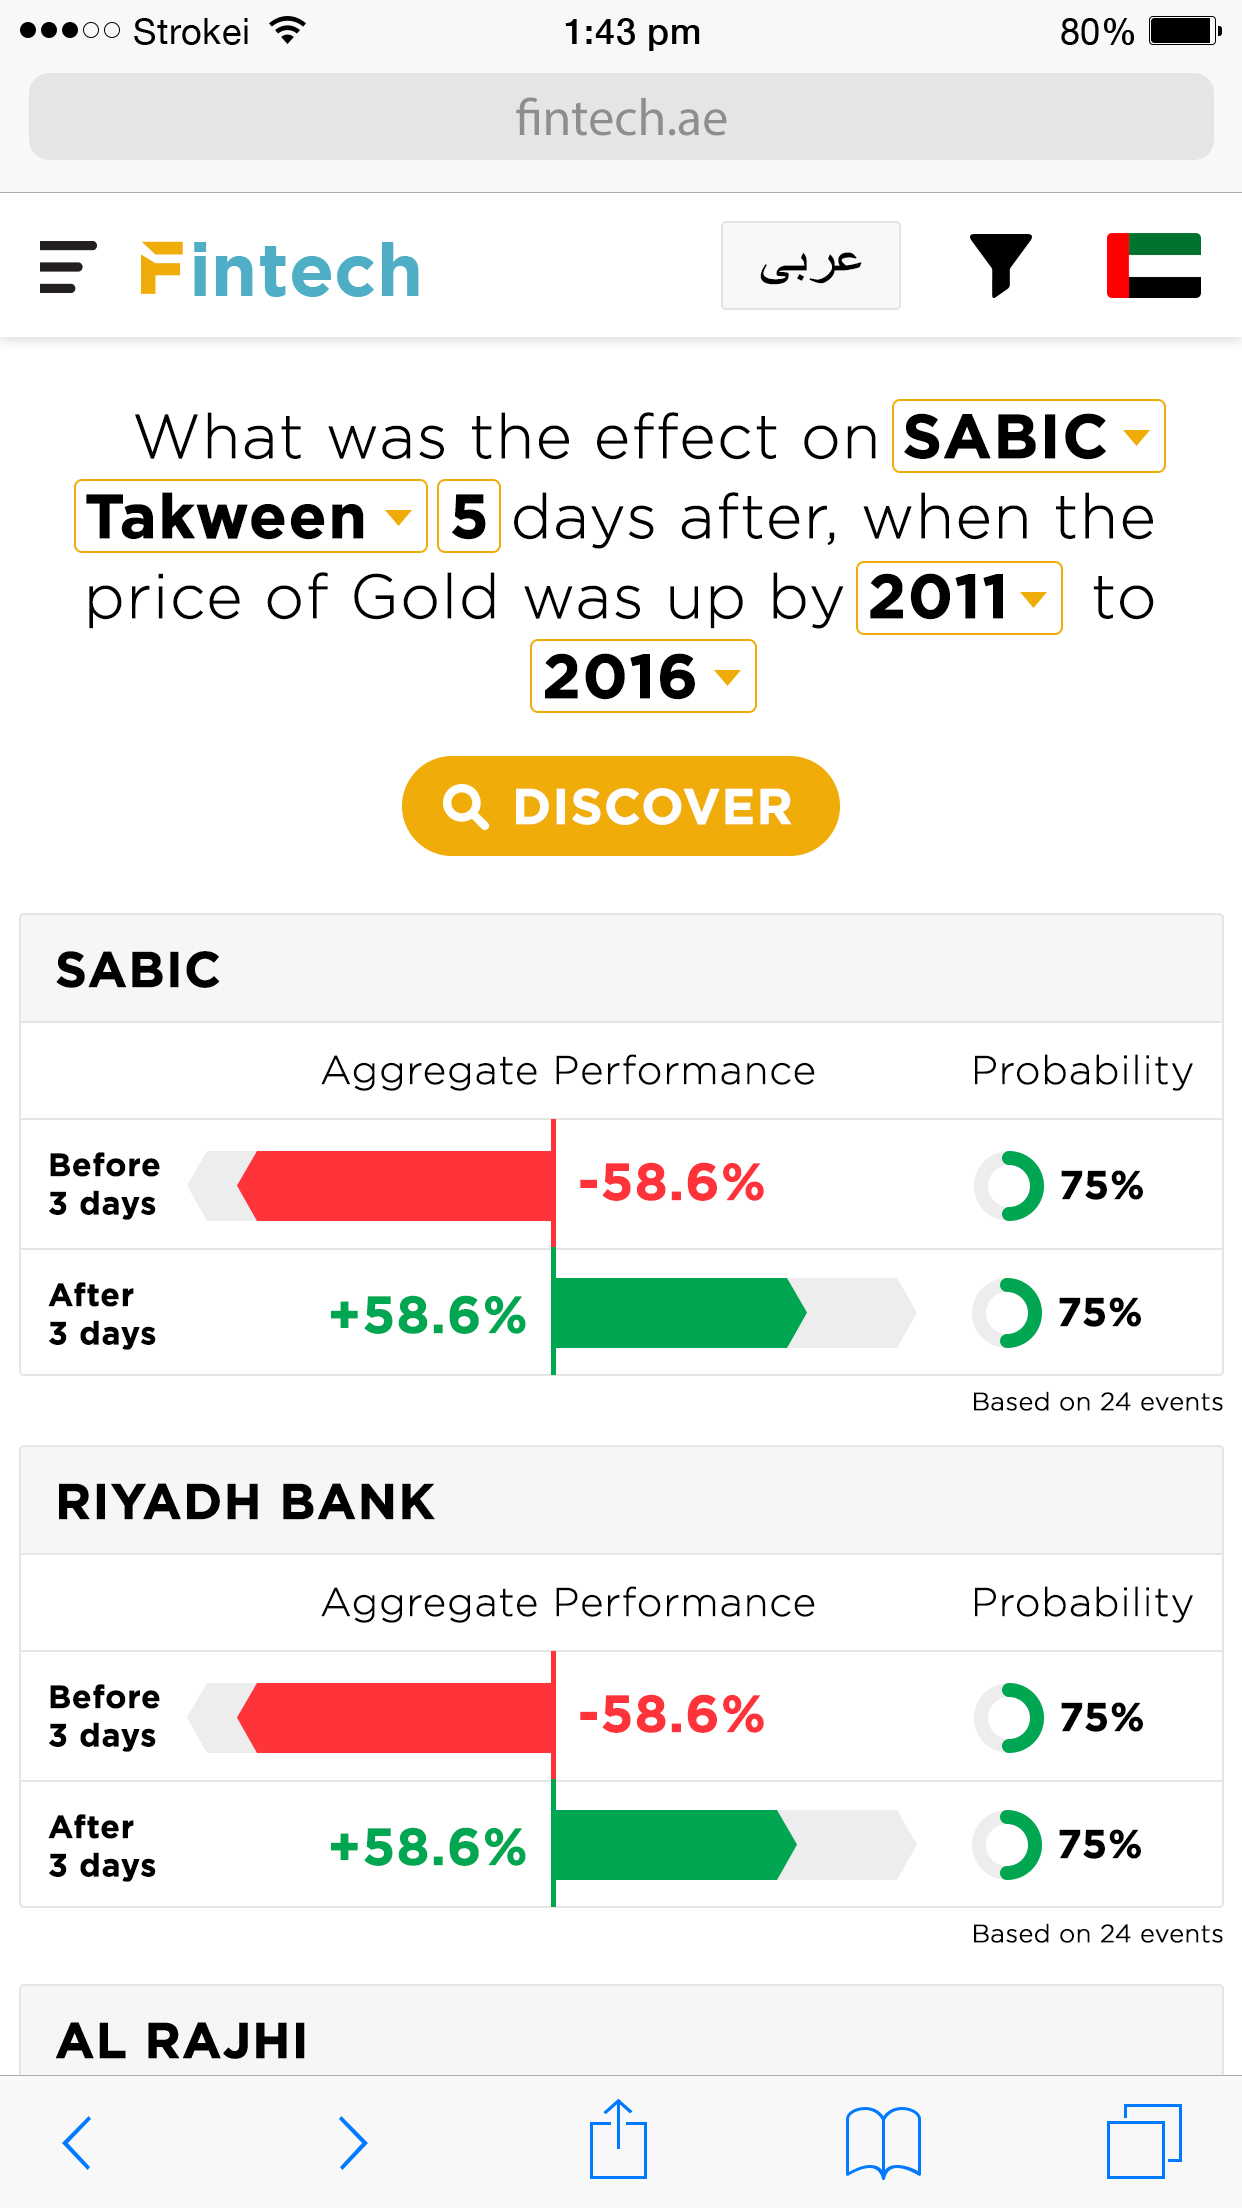 Strokei 1:43 pm 80%
fintech.ae
Fintech عربى
What was the effect on SABIC
Takween 5 days after, when the
price of Gold was up by 2011 to
2016
DISCOVER
SABIC
Aggregate Performance Probability
Before
3 days
-58.6% 75%
After
3 days
+58.6% 75%
Based on 24 events
RIYADH BANK
Aggregate Performance Probability
Before
3 days
-58.6% 75%
After
3 days
+58.6% 75%
Based on 24 events
AL RAJHI